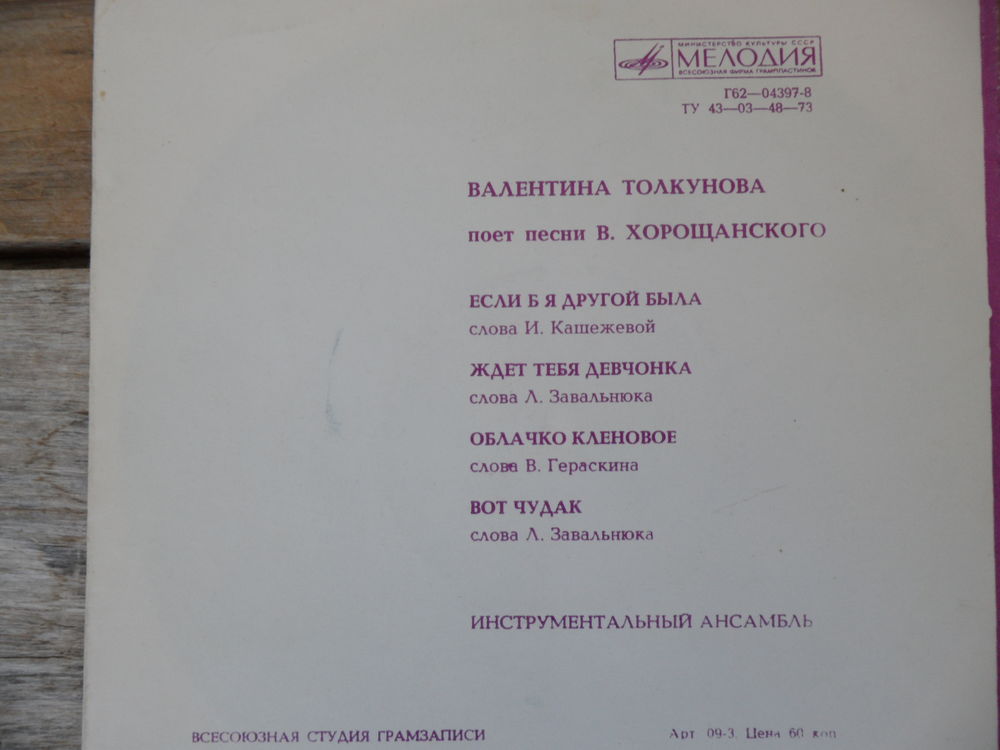 МИНИСТЕРСТВО КУЛЬТУРЫ СССР
МЕЛОДИЯ
ВСЕСОЮЗНАЯ ФИРМА ГРАМПЛАСТИНОК
Г62—04397-8
ТУ 43—03—48—73
ВАЛЕНТИНА ТОЛКУНОВА
поет песни В. ХОРОЩАНСКОГО
ЕСЛИ Б Я ДРУГОЙ БЫЛА
слова И. Кашежевой
ЖДЕТ ТЕБЯ ДЕВЧОНКА
слова Л. Завальнюка
ОБЛАЧКО КЛЕНОВОЕ
слова В. Гераскина
ВОТ ЧУДАК
слова Л. Завальнюка
ИНСТРУМЕНТАЛЬНЫЙ АНСАМБЛЬ
ВСЕСОЮЗНАЯ СТУДИЯ ГРАМЗАПИСИ
Арт 09-3. Цена 60 коп